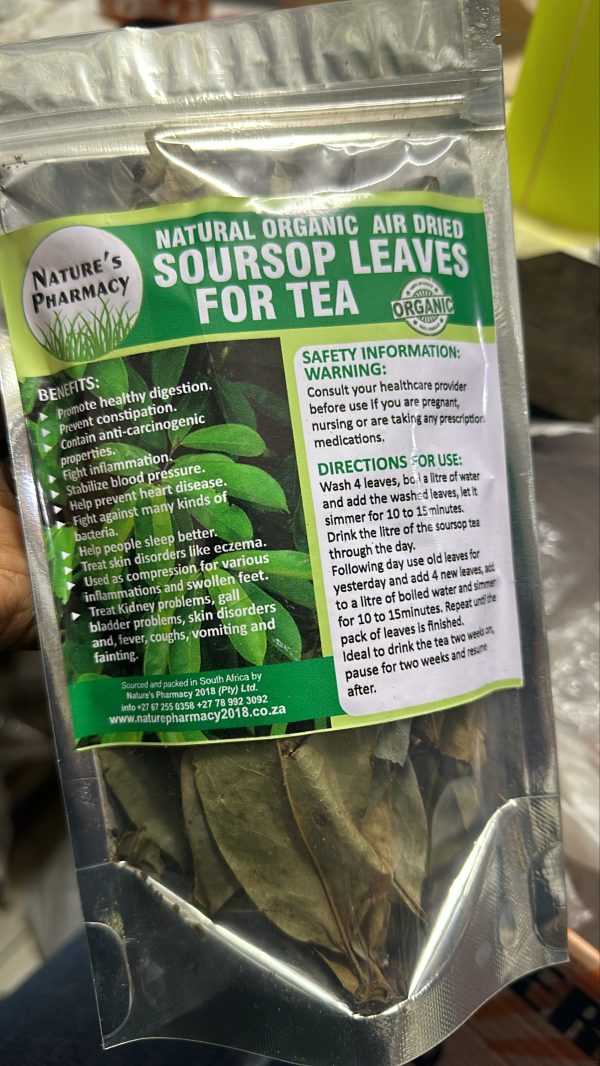 NATURE'S
PHARMACY
NATURAL ORGANIC AIR DRIED
SOURSOP LEAVES
FOR TEA
ORGANIC
BENEFITS:
Promote healthy digestion.
Prevent constipation.
Contain anti-carcinogenic
properties.
Fight inflammation.
Stabilize blood pressure.
Help prevent heart disease.
Fight against many kinds of
bacteria.
Help people sleep better.
Treat skin disorders like eczema.
Used as compression for various
inflammations and swollen feet.
Treat Kidney problems, gall
bladder problems, skin disorders
and, fever, coughs, vomiting and
fainting.
Sourced and packed in South Africa by
Nature's Pharmacy 2018 (Pty) Ltd.
info +27 67 255 0358 +27 78 992 3092
www.naturepharmacy2018.co.za
SAFETY INFORMATION:
WARNING:
Consult your healthcare provider
before use if you are pregnant,
nursing or are taking any prescription
medications.
DIRECTIONS FOR USE:
Wash 4 leaves, boil a litre of water
and add the washed leaves, let it
simmer for 10 to 15minutes.
Drink the litre of the soursop tea
through the day.
Following day use old leaves for
yesterday and add 4 new leaves, add
to a litre of boiled water and simmer
for 10 to 15minutes. Repeat until the
pack of leaves is finished.
Ideal to drink the tea two weeks on,
pause for two weeks and resume
after.